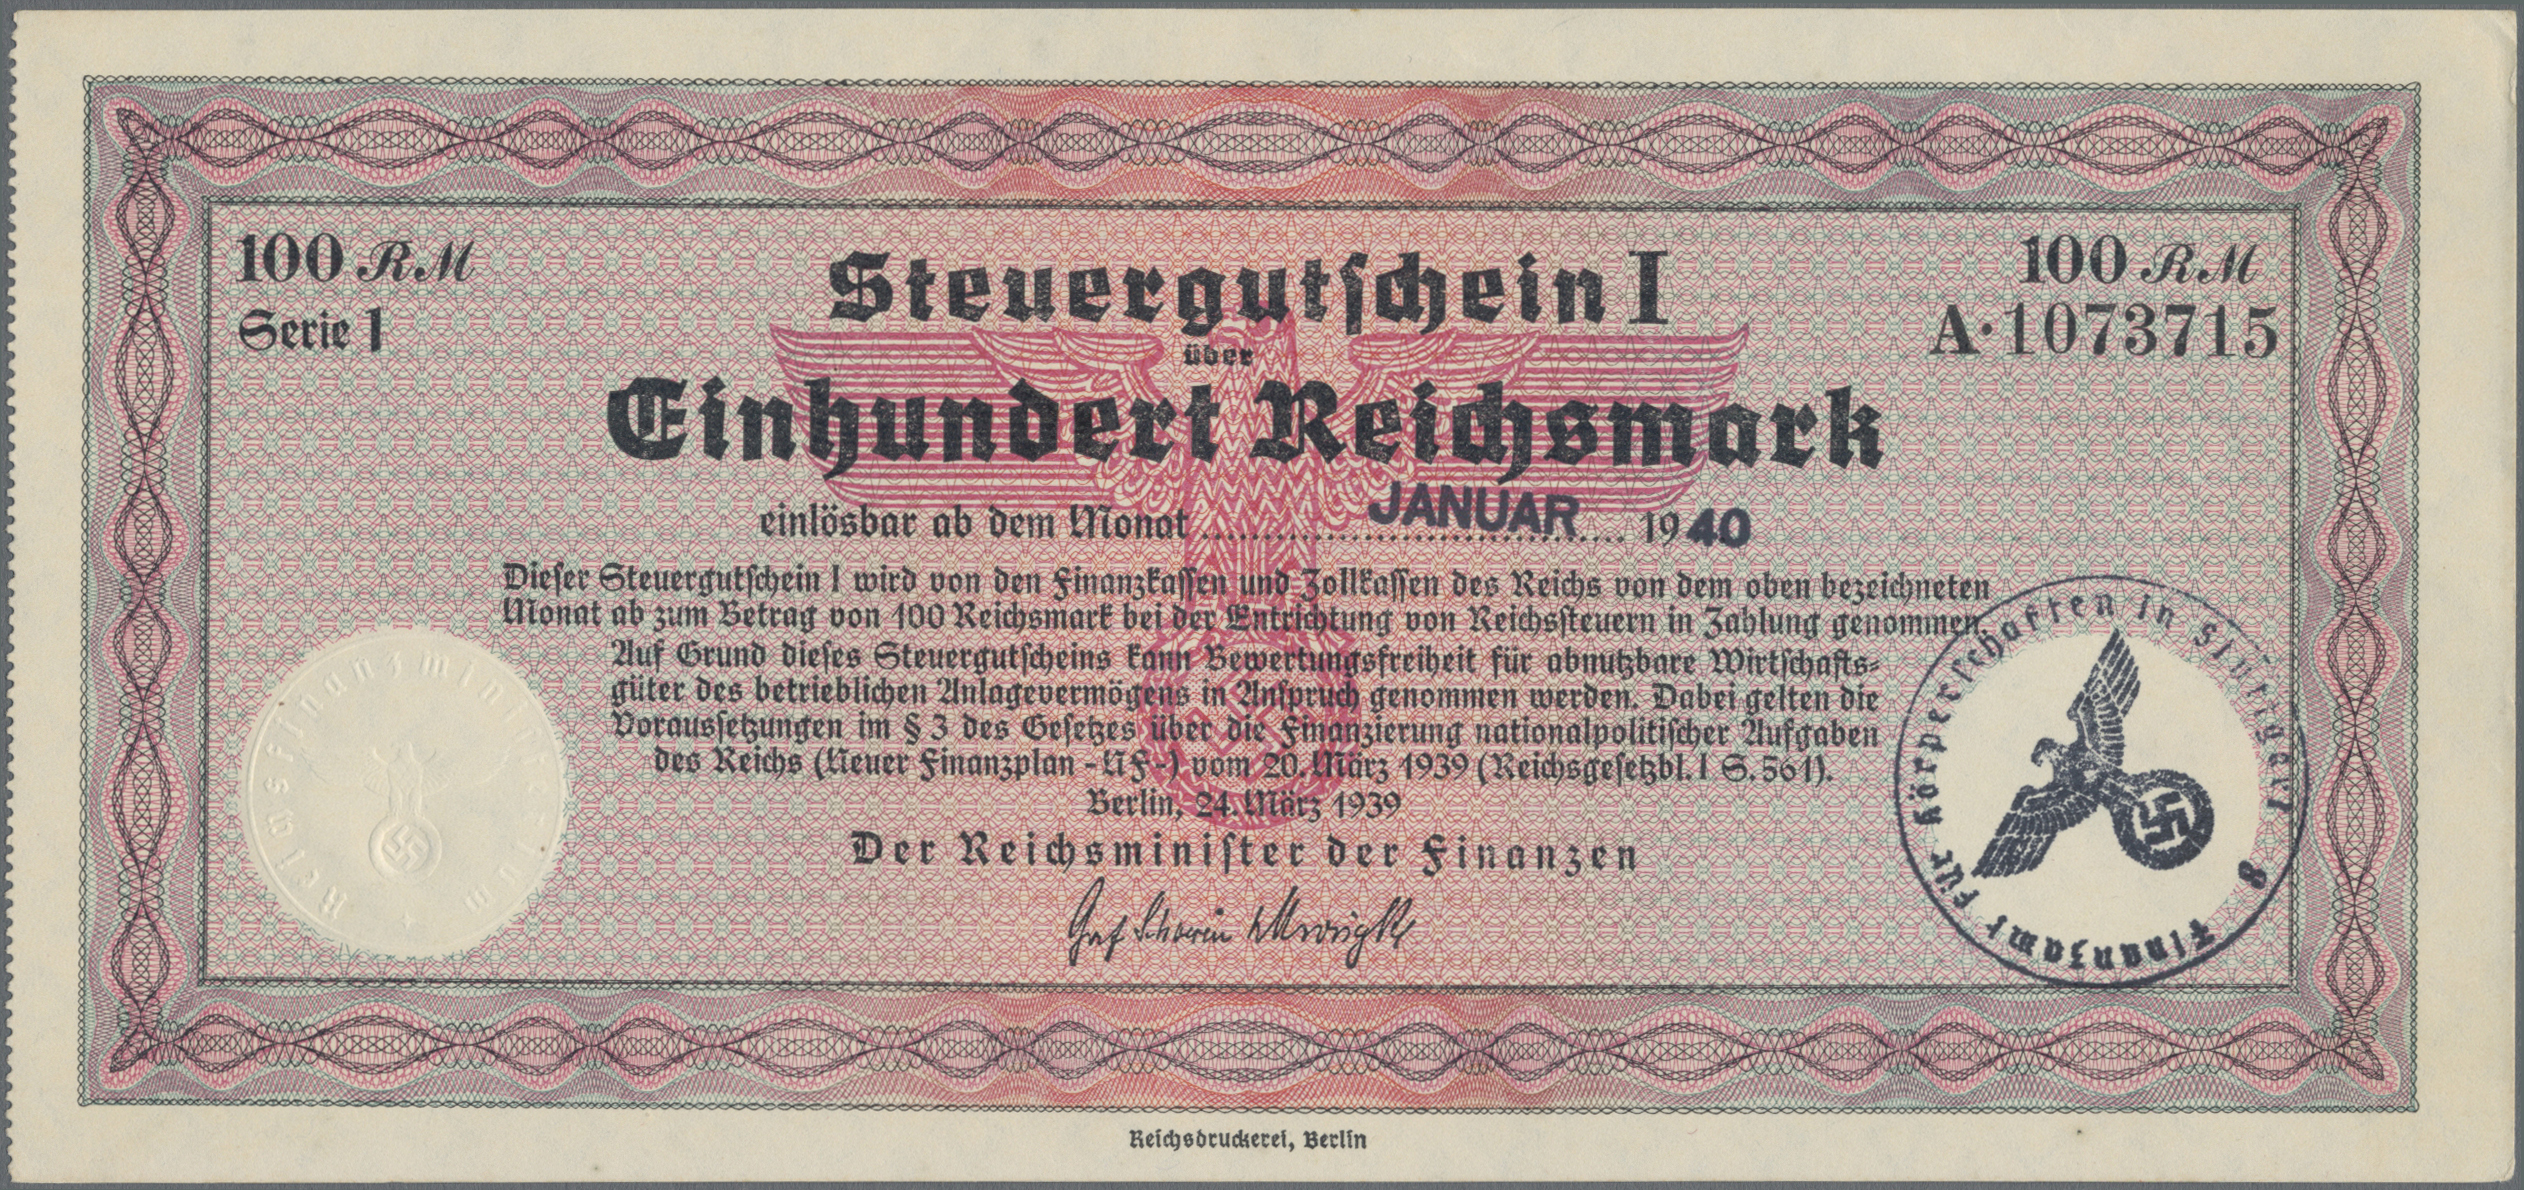 100 RM
Serie 1
Steuergutschein I
100 RM
A·1073715
über
Einhundert Reichsmark
einlösbar ab dem Monat JANUAR 1940
Dieser Steuergutschein I wird von den Finanzkassen und Zollkassen des Reichs von dem oben bezeichneten
Monat ab zum Betrag von 100 Reichsmark bei der Entrichtung von Reichssteuern in Zahlung genommen.
Auf Grund dieses Steuergutscheins kann Bewertungsfreiheit für abnutzbare Wirtschafts-
güter des betrieblichen Anlagevermögens in Anspruch genommen werden. Dabei gelten die
Voraussetzungen im § 3 des Gesetzes über die Finanzierung nationalpolitischer Aufgaben
des Reichs (Neuer Finanzplan -NF-) vom 20. März 1939 (Reichsgesetzbl. I S. 561).
Berlin, 24. März 1939
Der Reichsminister der Finanzen
Graf Schwerin Krosigk
Reichsfinanzministerium
Finanzamt für Körperschaften in Stuttgart
8
Reichsdruckerei, Berlin